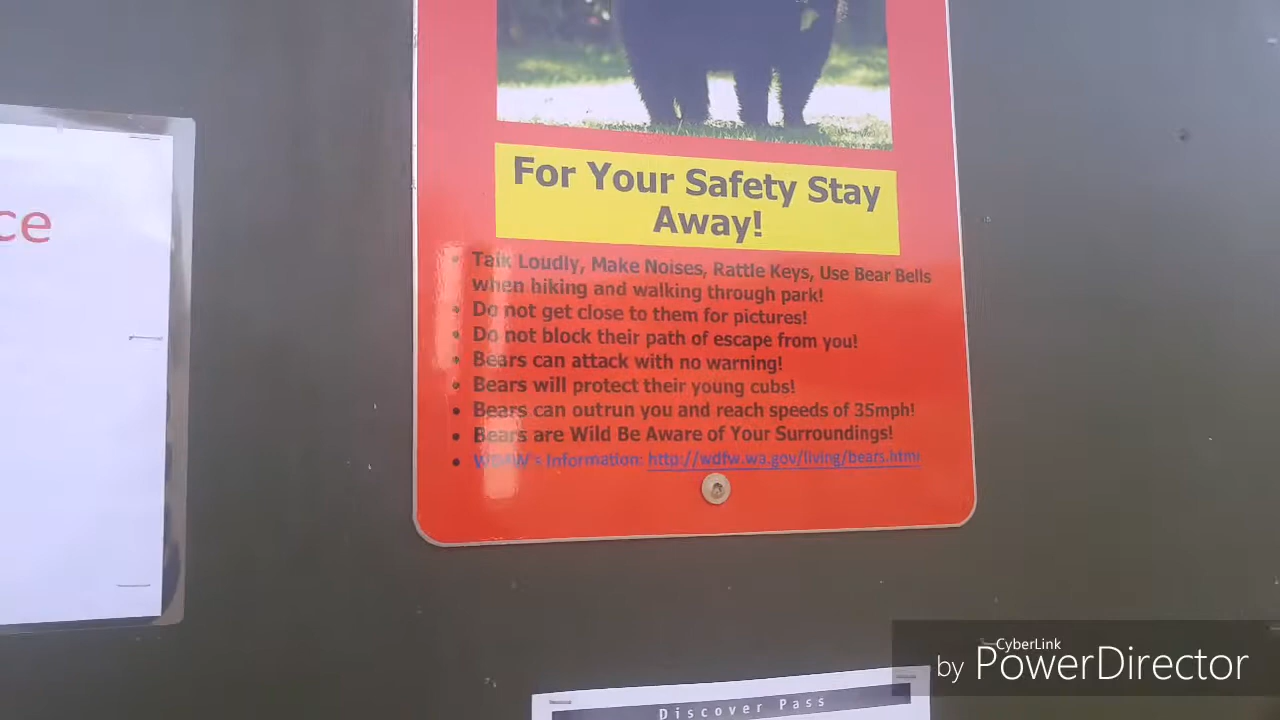 ce
For Your Safety Stay
Away!
• Talk Loudly, Make Noises, Rattle Keys, Use Bear Bells
when hiking and walking through park!
• Do not get close to them for pictures!
• Do not block their path of escape from you!
• Bears can attack with no warning!
• Bears will protect their young cubs!
• Bears can outrun you and reach speeds of 35mph!
• Bears are Wild Be Aware of Your Surroundings!
• WDFW's Information: http://wdfw.wa.gov/living/bears.html
Discover Pass
CyberLink
by PowerDirector